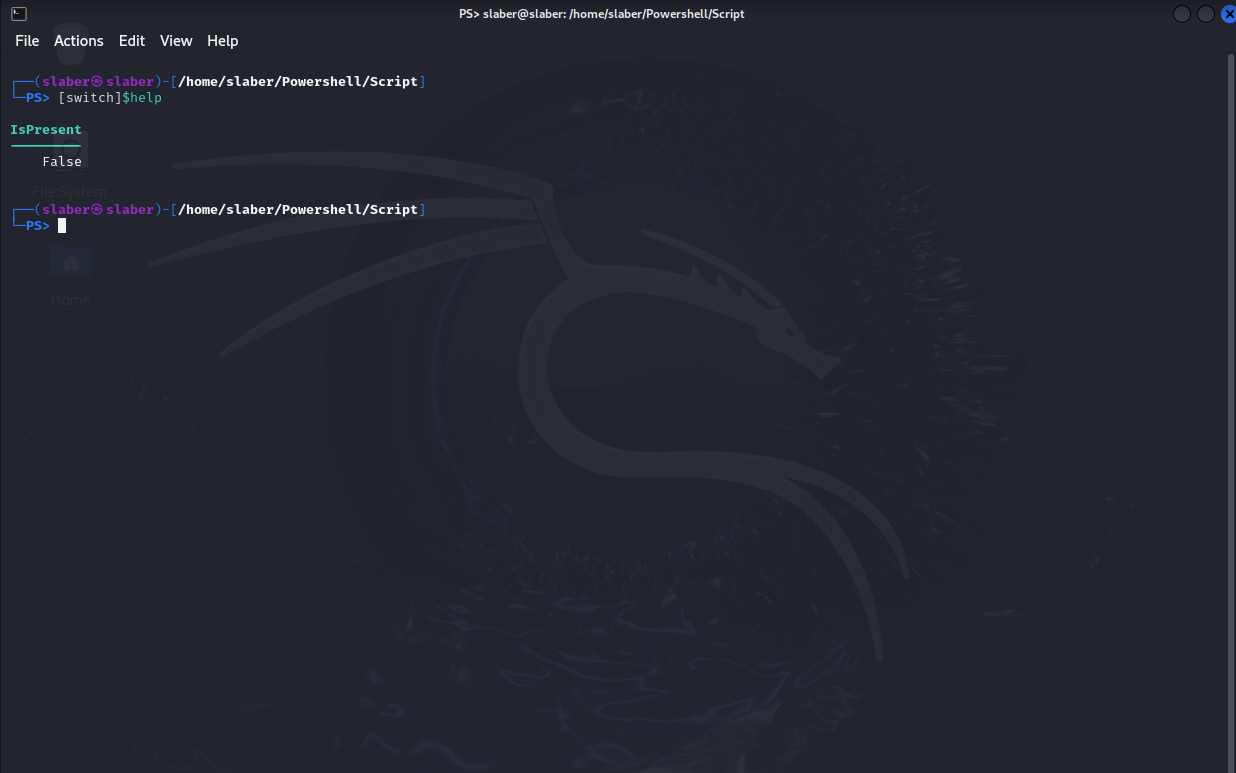 PS> slaber@slaber: /home/slaber/Powershell/Script
File Actions Edit View Help
┌──(slaber㉿slaber)-[/home/slaber/Powershell/Script]
└─PS> [switch]$help
IsPresent
─────────
False
File System
┌──(slaber㉿slaber)-[/home/slaber/Powershell/Script]
└─PS>
Home